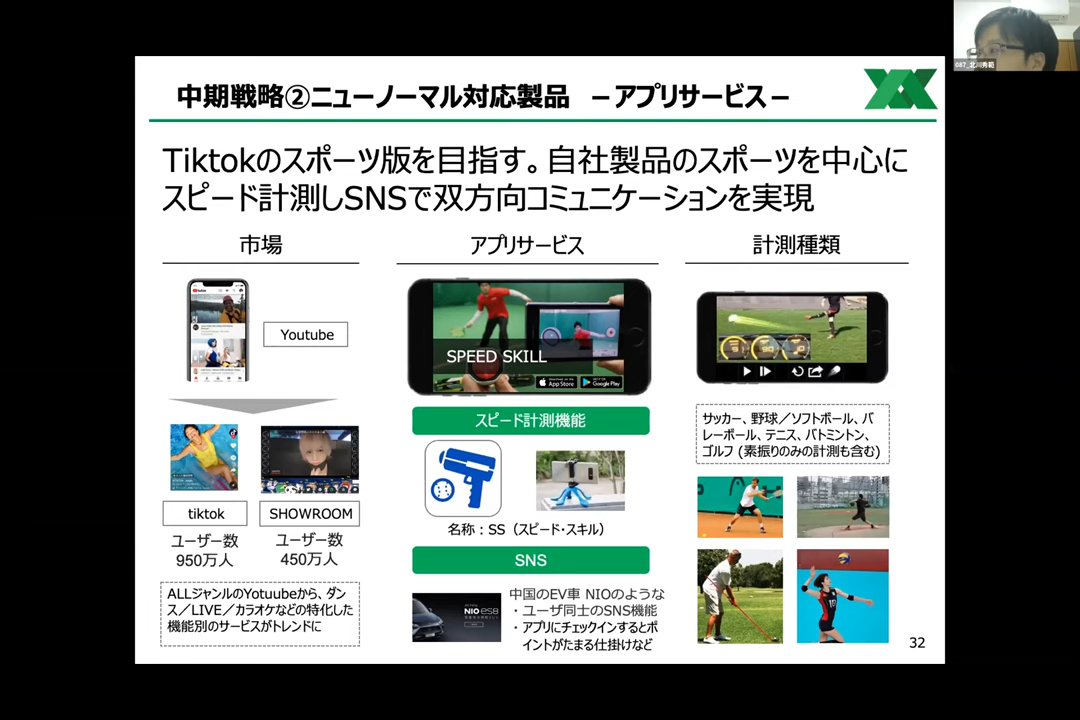 中期戦略②ニューノーマル対応製品 －アプリサービス－
Tiktokのスポーツ版を目指す。自社製品のスポーツを中心に
スピード計測しSNSで双方向コミュニケーションを実現
市場
Youtube
tiktok
SHOWROOM
ユーザー数
950万人
ユーザー数
450万人
ALLジャンルのYotuubeから、ダン
ス／LIVE／カラオケなどの特化した
機能別のサービスがトレンドに
アプリサービス
SPEED SKILL
App Store
Google Play
スピード計測機能
名称：SS（スピード・スキル）
SNS
NIO ES8
中国のEV車 NIOのような
・ユーザ同士のSNS機能
・アプリにチェックインするとポ
イントがたまる仕掛けなど
計測種類
サッカー、野球／ソフトボール、バ
レーボール、テニス、バトミントン、
ゴルフ (素振りのみの計測も含む)
32